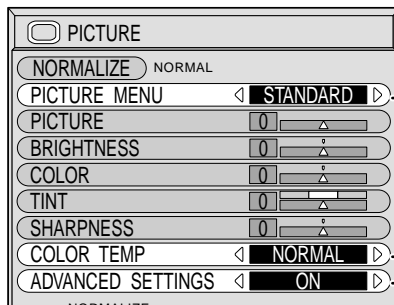 PICTURE
NORMALIZE NORMAL
PICTURE MENU STANDARD
PICTURE 0
BRIGHTNESS 0
COLOR 0
TINT 0
SHARPNESS 0
COLOR TEMP NORMAL
ADVANCED SETTINGS ON
NORMALIZE